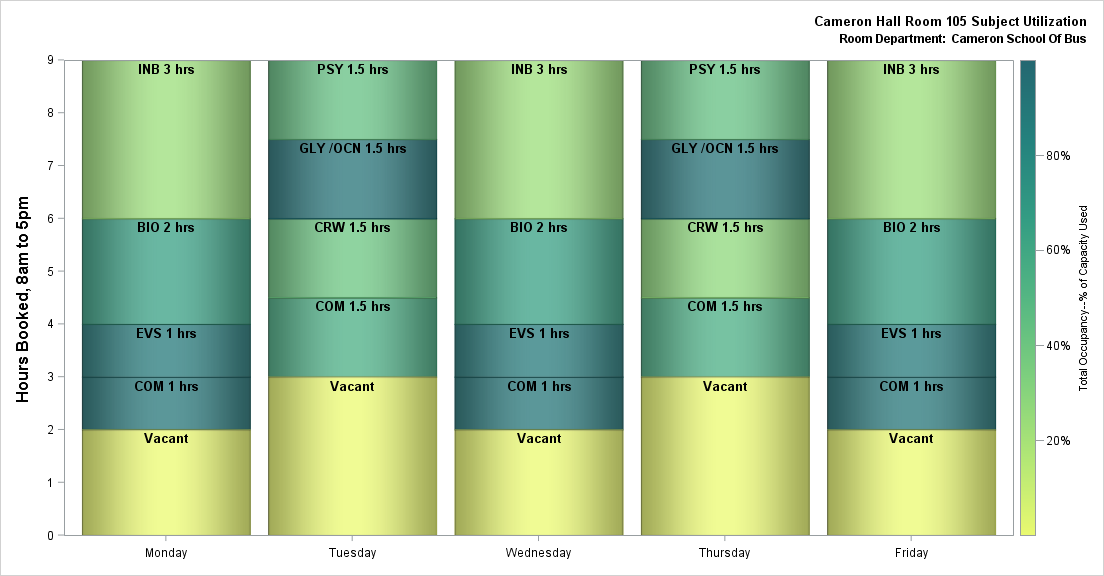 Cameron Hall Room 105 Subject Utilization
Room Department: Cameron School Of Bus
Hours Booked, 8am to 5pm
9
8
7
6
5
4
3
2
1
0
INB 3 hrs
BIO 2 hrs
EVS 1 hrs
COM 1 hrs
Vacant
Monday
PSY 1.5 hrs
GLY /OCN 1.5 hrs
CRW 1.5 hrs
COM 1.5 hrs
Vacant
Tuesday
INB 3 hrs
BIO 2 hrs
EVS 1 hrs
COM 1 hrs
Vacant
Wednesday
PSY 1.5 hrs
GLY /OCN 1.5 hrs
CRW 1.5 hrs
COM 1.5 hrs
Vacant
Thursday
INB 3 hrs
BIO 2 hrs
EVS 1 hrs
COM 1 hrs
Vacant
Friday
80%
60%
40%
20%
Total Occupancy--% of Capacity Used